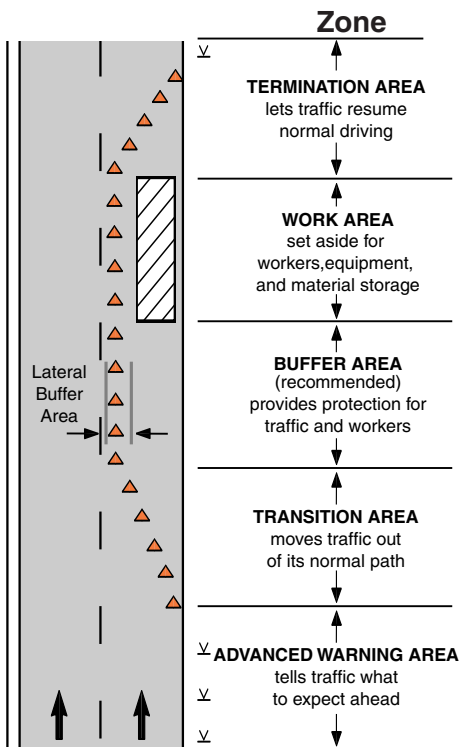 Zone
TERMINATION AREA
lets traffic resume
normal driving
WORK AREA
set aside for
workers,equipment,
and material storage
BUFFER AREA
(recommended)
provides protection for
traffic and workers
Lateral
Buffer
Area
TRANSITION AREA
moves traffic out
of its normal path
ADVANCED WARNING AREA
tells traffic what
to expect ahead